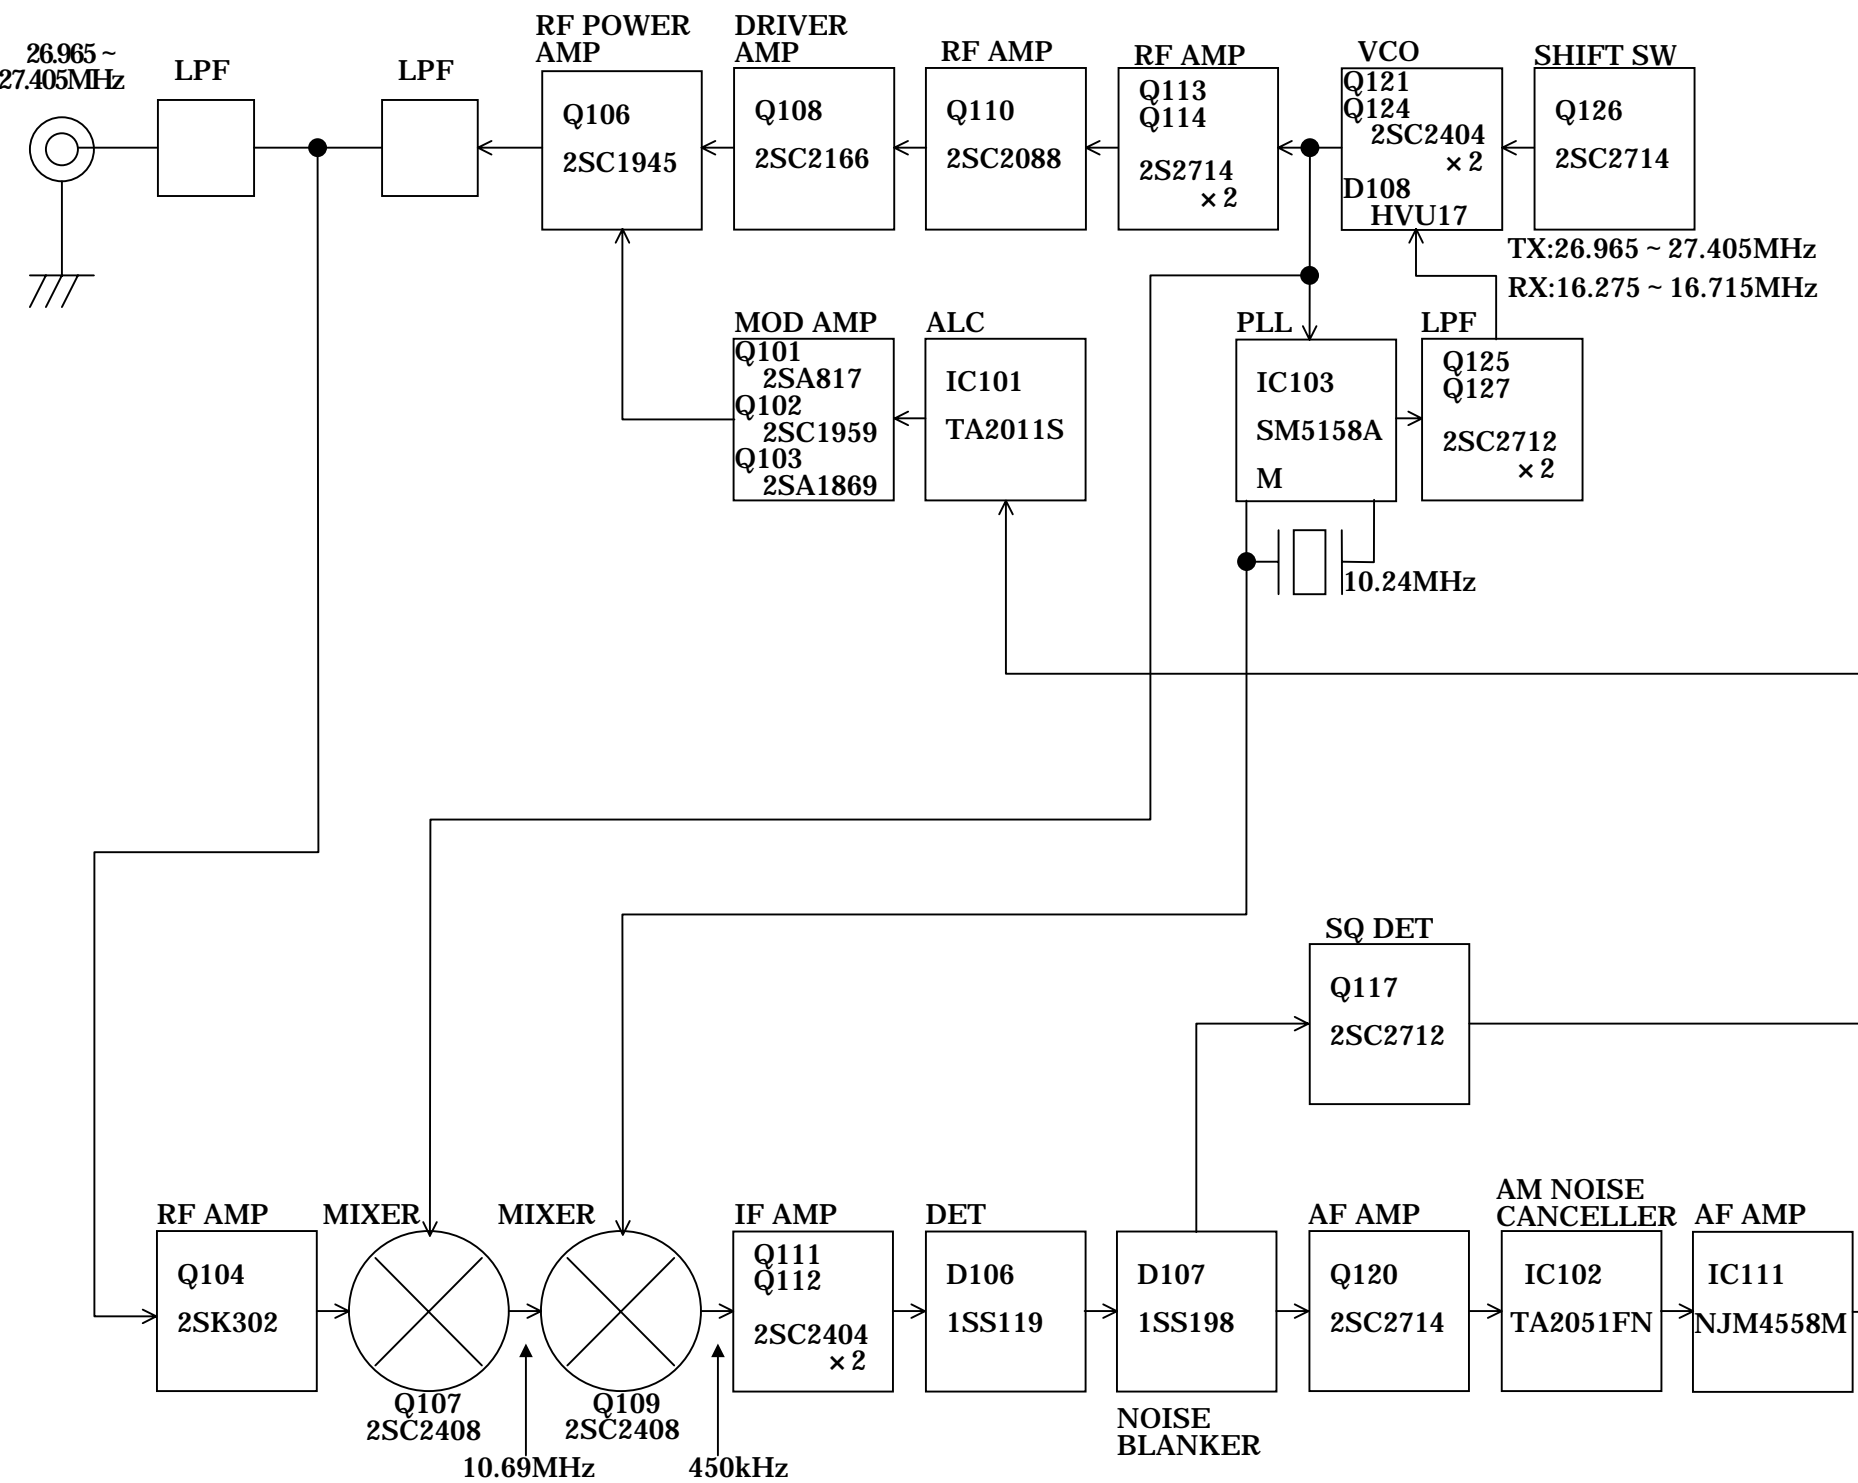 26.965 ~
27.405MHz
LPF
LPF
RF POWER
AMP
Q106
2SC1945
DRIVER
AMP
Q108
2SC2166
RF AMP
Q110
2SC2088
RF AMP
Q113
Q114
2S2714
× 2
VCO
Q121
Q124
2SC2404
× 2
D108
HVU17
SHIFT SW
Q126
2SC2714
TX:26.965 ~ 27.405MHz
RX:16.275 ~ 16.715MHz
MOD AMP
Q101
2SA817
Q102
2SC1959
Q103
2SA1869
ALC
IC101
TA2011S
PLL
IC103
SM5158A
M
LPF
Q125
Q127
2SC2712
× 2
10.24MHz
SQ DET
Q117
2SC2712
RF AMP
Q104
2SK302
MIXER
Q107
2SC2408
10.69MHz
MIXER
Q109
2SC2408
450kHz
IF AMP
Q111
Q112
2SC2404
× 2
DET
D106
1SS119
D107
1SS198
NOISE
BLANKER
AF AMP
Q120
2SC2714
AM NOISE
CANCELLER
IC102
TA2051FN
AF AMP
IC111
NJM4558M